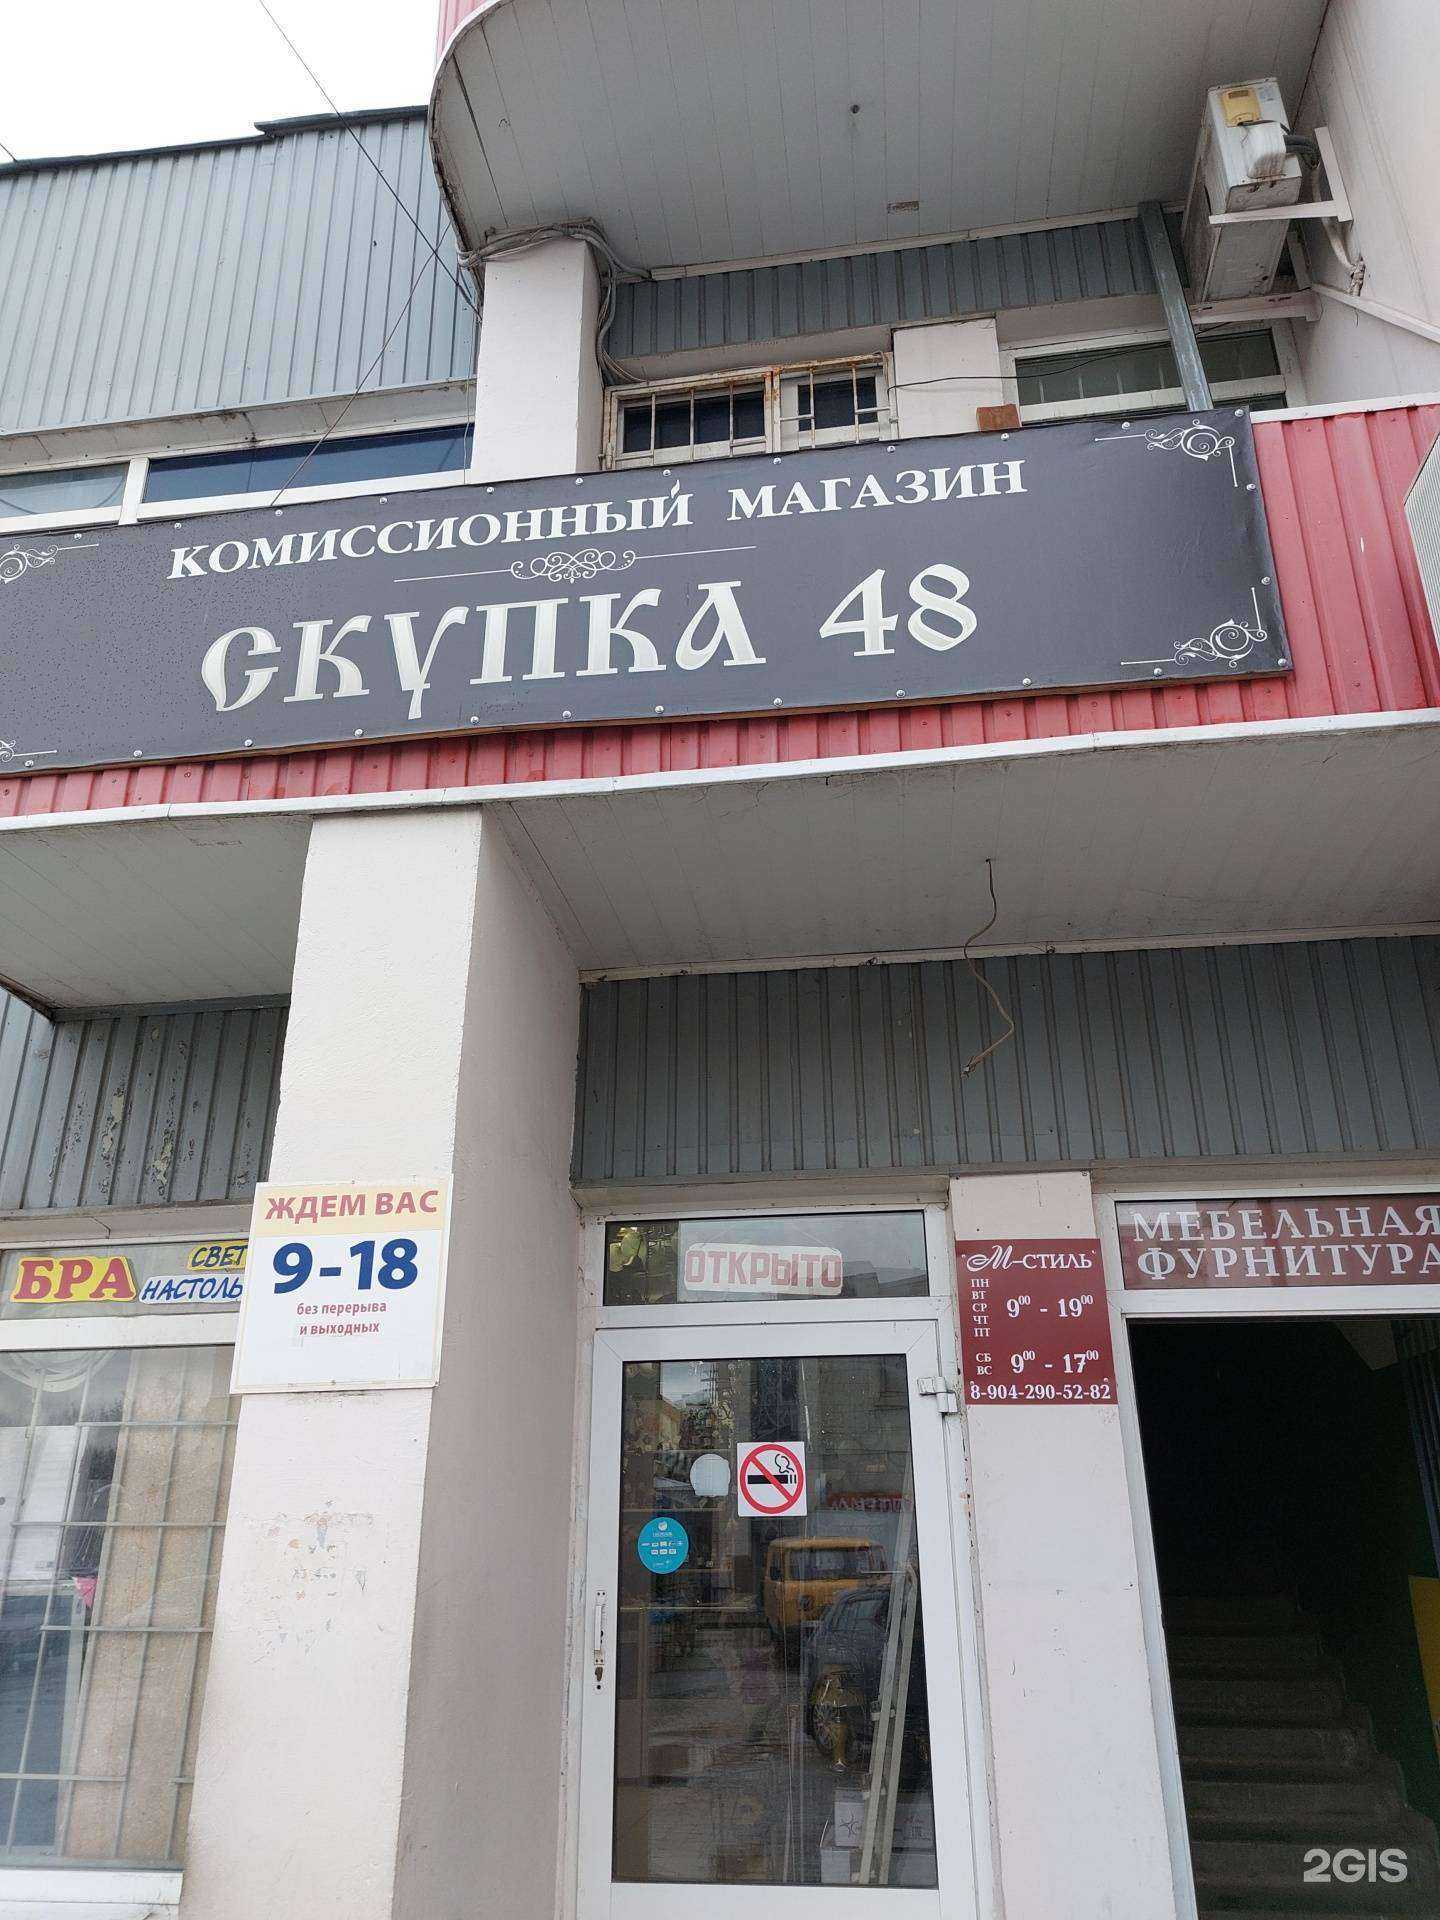 КОМИССИОННЫЙ МАГАЗИН
СКУПКА 48
ЖДЕМ ВАС
9-18
без перерыва
и выходных
БРА
СВЕТ
НАСТОЛЬ
ОТКРЫТО
"М-СТИЛЬ"
ПН
ВТ
СР
ЧТ
ПТ
9⁰⁰ - 19⁰⁰
СБ
ВС
9⁰⁰ - 17⁰⁰
8-904-290-52-82
МЕБЕЛЬНАЯ
ФУРНИТУРА
2GIS